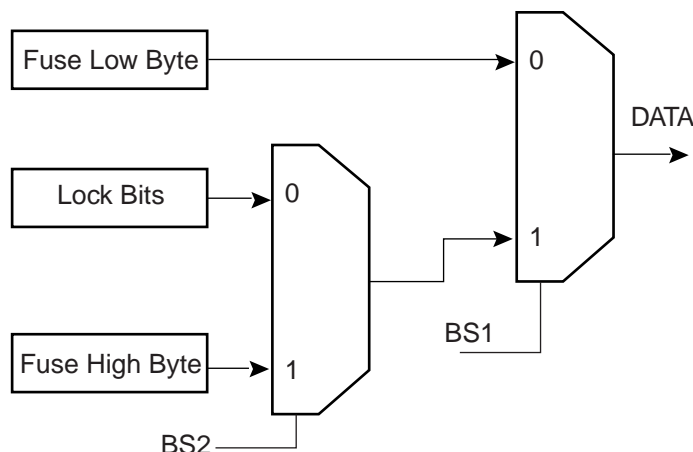 Fuse Low Byte
0
DATA
Lock Bits
0
1
BS1
Fuse High Byte
1
BS2